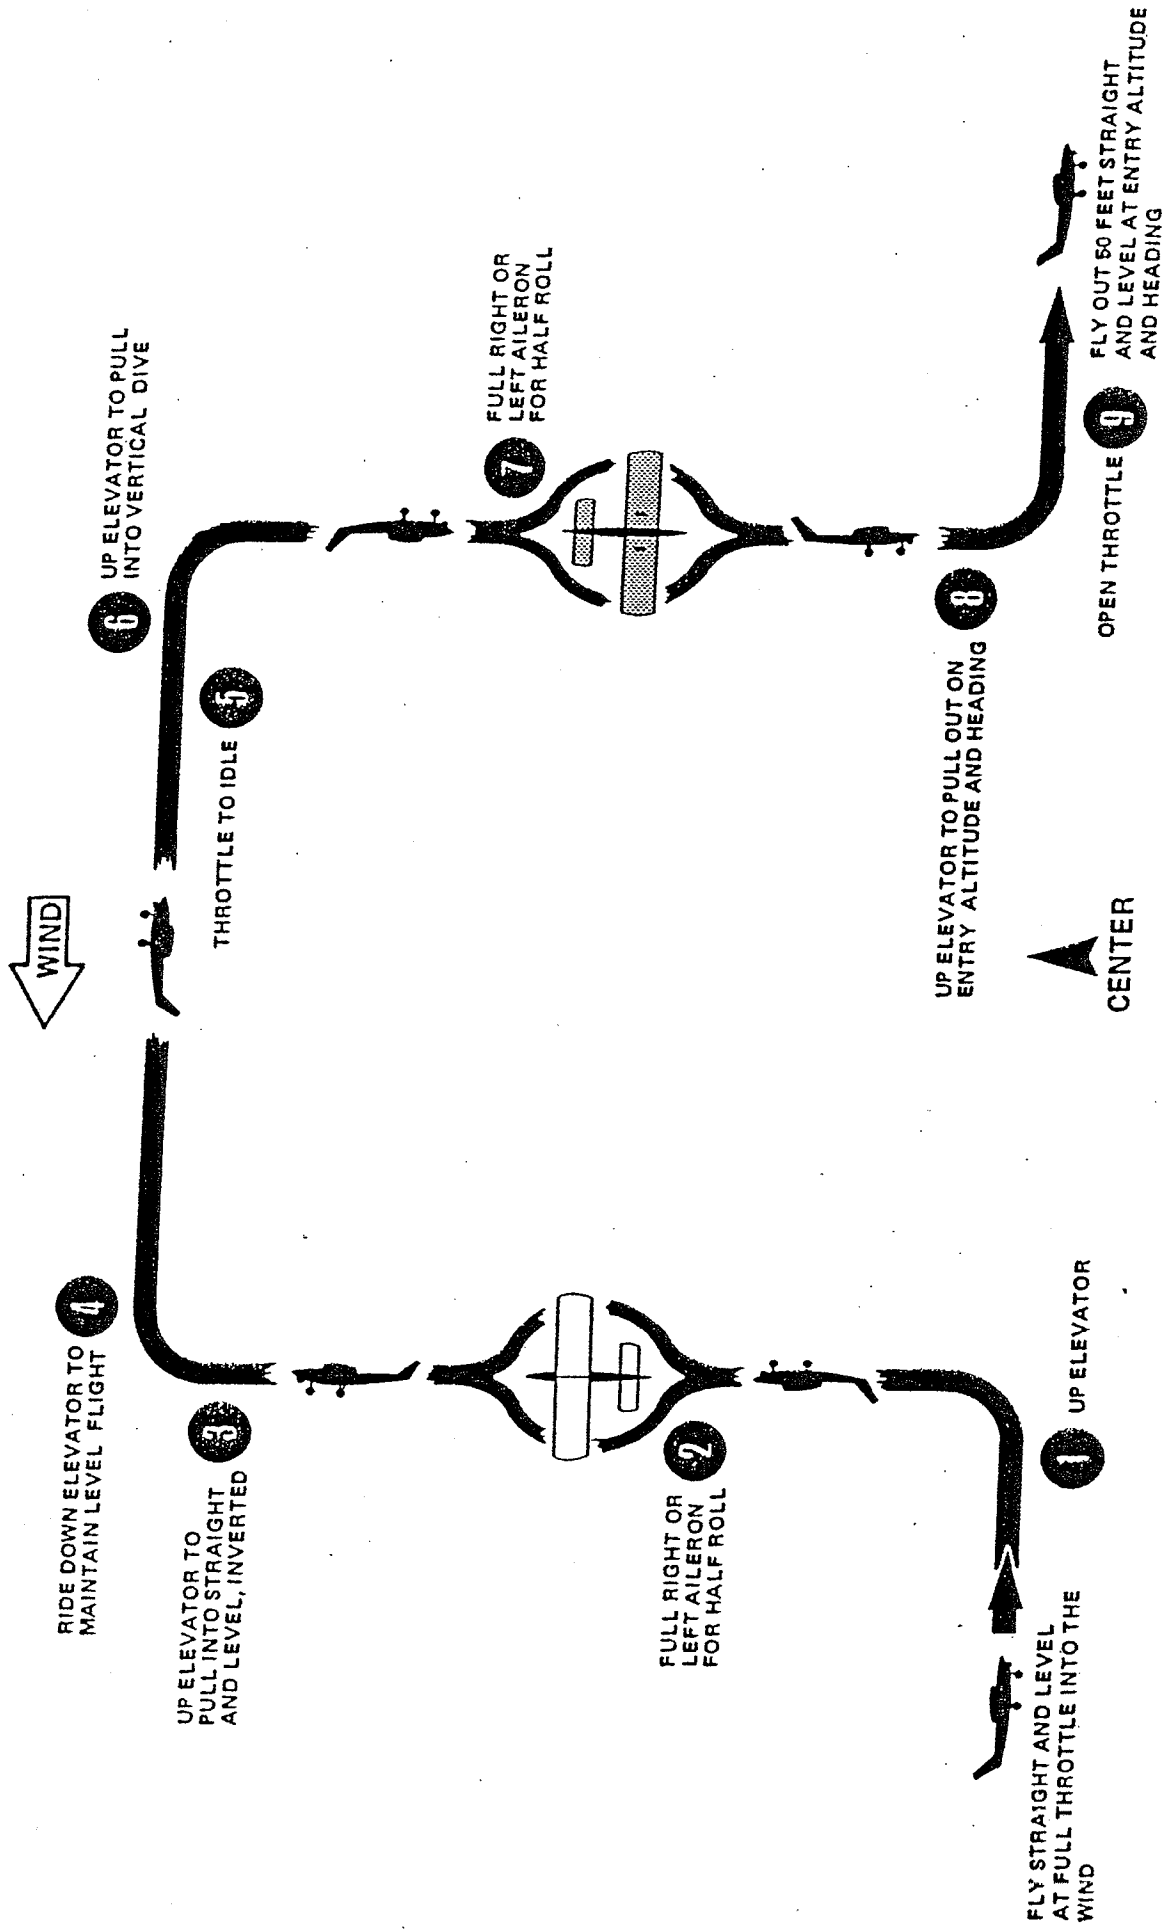 FLY STRAIGHT AND LEVEL
AT FULL THROTTLE INTO THE
WIND
1
UP ELEVATOR
2
FULL RIGHT OR
LEFT AILERON
FOR HALF ROLL
3
UP ELEVATOR TO
PULL INTO STRAIGHT
AND LEVEL, INVERTED
4
RIDE DOWN ELEVATOR TO
MAINTAIN LEVEL FLIGHT
WIND
THROTTLE TO IDLE
5
6
UP ELEVATOR TO PULL
INTO VERTICAL DIVE
7
FULL RIGHT OR
LEFT AILERON
FOR HALF ROLL
8
UP ELEVATOR TO PULL OUT ON
ENTRY ALTITUDE AND HEADING
CENTER
OPEN THROTTLE
9
FLY OUT 50 FEET STRAIGHT
AND LEVEL AT ENTRY ALTITUDE
AND HEADING